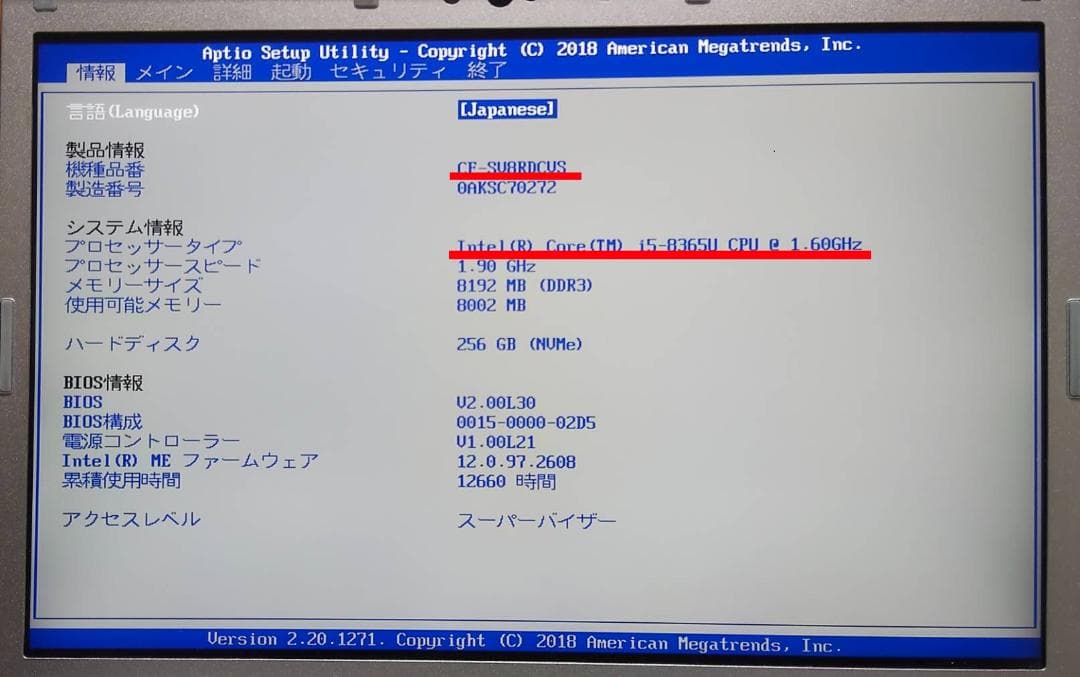 Aptio Setup Utility - Copyright (C) 2018 American Megatrends, Inc.
情報 メイン 詳細 起動 セキュリティ 終了
言語(Language) [Japanese]
製品情報
機種品番 CF-SV8RDCVS
製造番号 0AKSC70272
システム情報
プロセッサータイプ Intel(R) Core(TM) i5-8365U CPU @ 1.60GHz
プロセッサースピード 1.90 GHz
メモリーサイズ 8192 MB (DDR3)
使用可能メモリー 8002 MB
ハードディスク 256 GB (NVMe)
BIOS情報
BIOS V2.00L30
BIOS構成 0015-0000-02D5
電源コントローラー V1.00L21
Intel(R) ME ファームウェア 12.0.97.2608
累積使用時間 12660 時間
アクセスレベル スーパーバイザー
Version 2.20.1271. Copyright (C) 2018 American Megatrends, Inc.